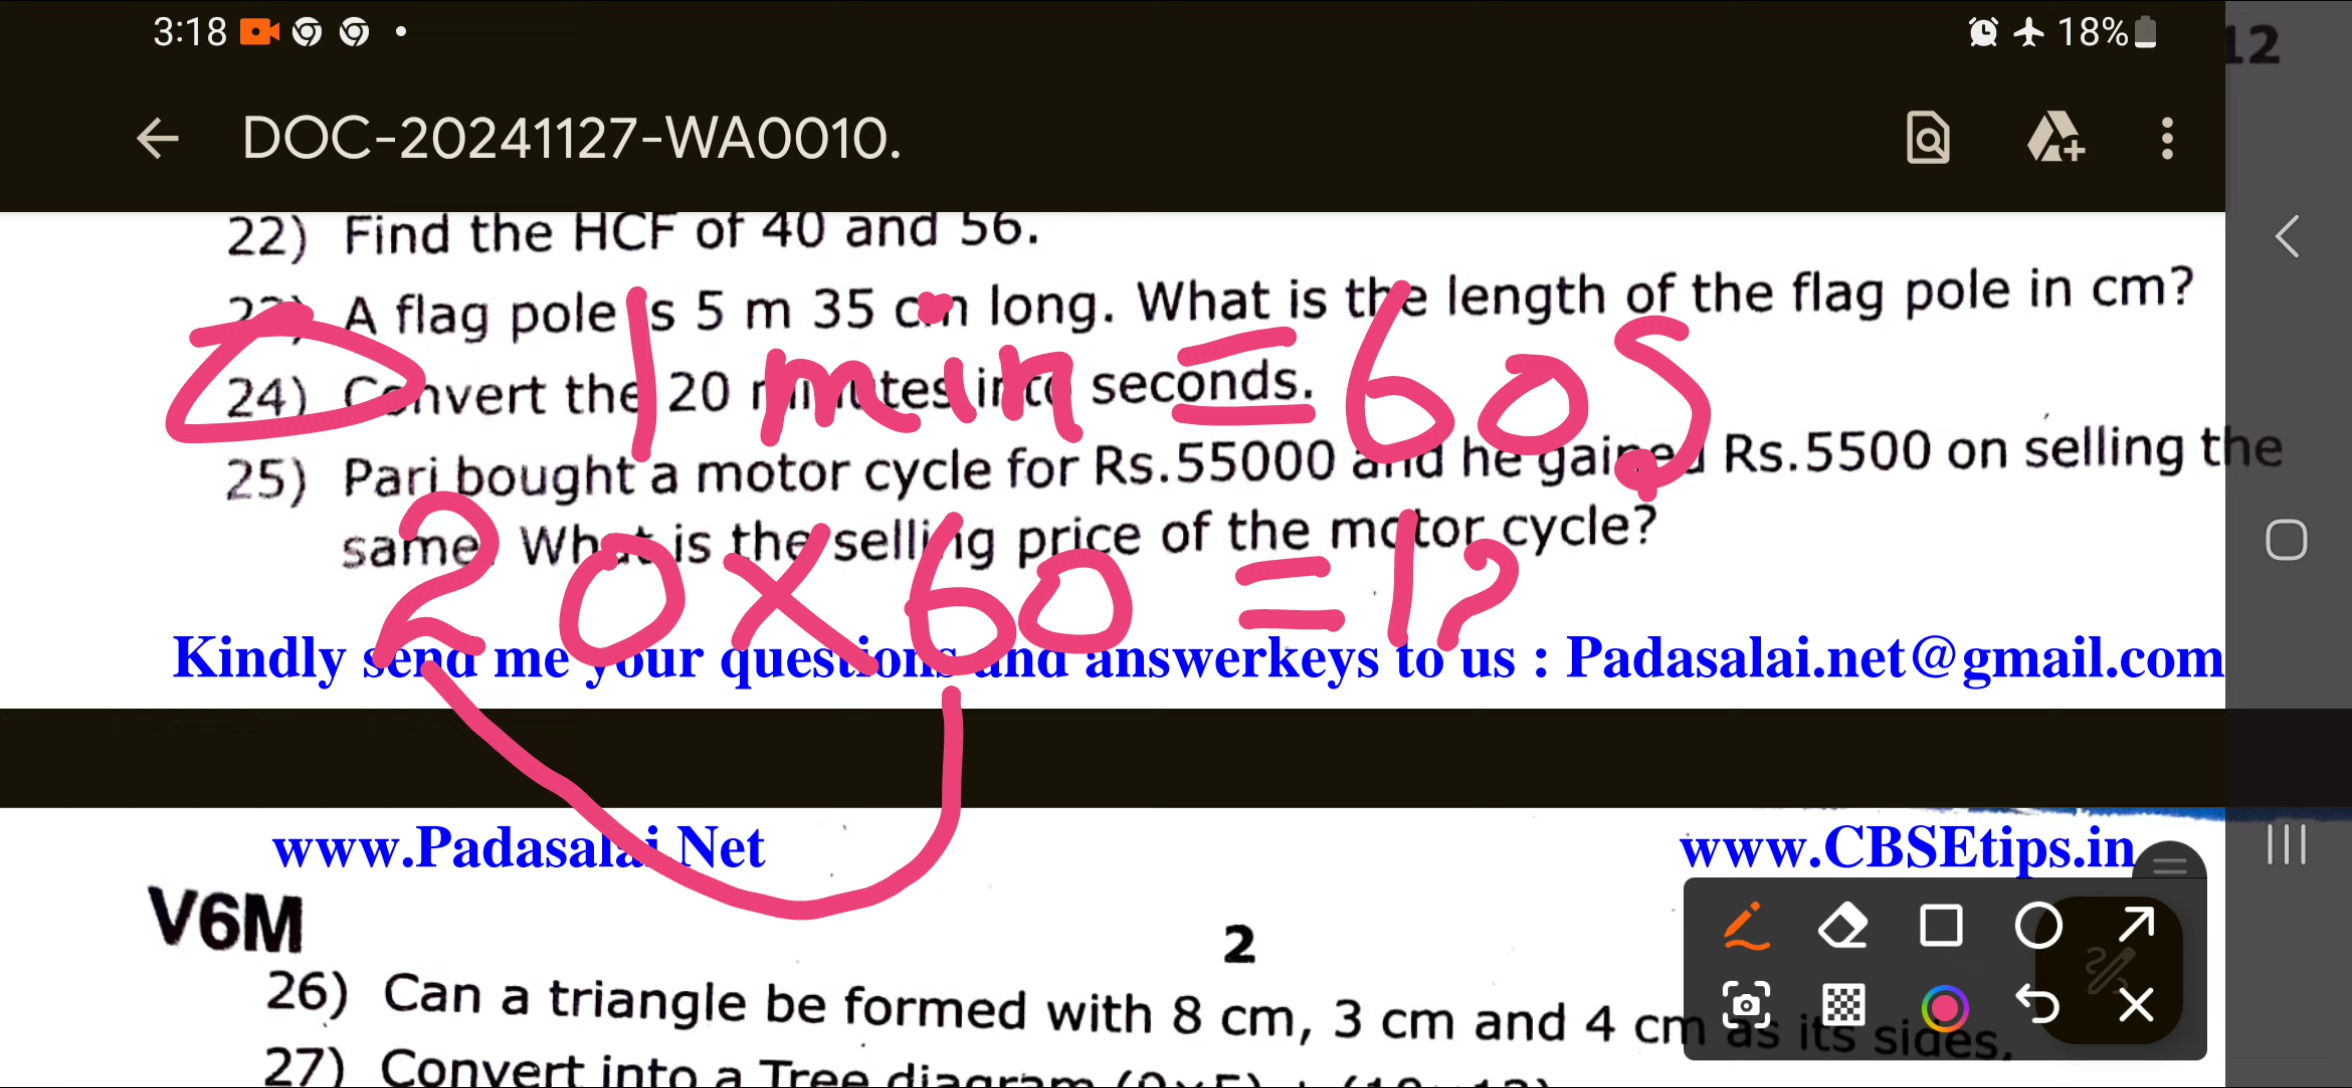 3:18 18%
12
DOC-20241127-WA0010.
22) Find the HCF of 40 and 56.
23) A flag pole is 5 m 35 cm long. What is the length of the flag pole in cm?
1 min = 60 S
24) Convert the 20 minutes into seconds.
25) Pari bought a motor cycle for Rs.55000 and he gained Rs.5500 on selling the
same. What is the selling price of the motor cycle?
20 x 60 = 12
Kindly send me your questions and answerkeys to us : Padasalai.net@gmail.com
www.Padasalai.Net www.CBSEtips.in
V6M
2
26) Can a triangle be formed with 8 cm, 3 cm and 4 cm as its sides.
27) Convert into a Tree diagram